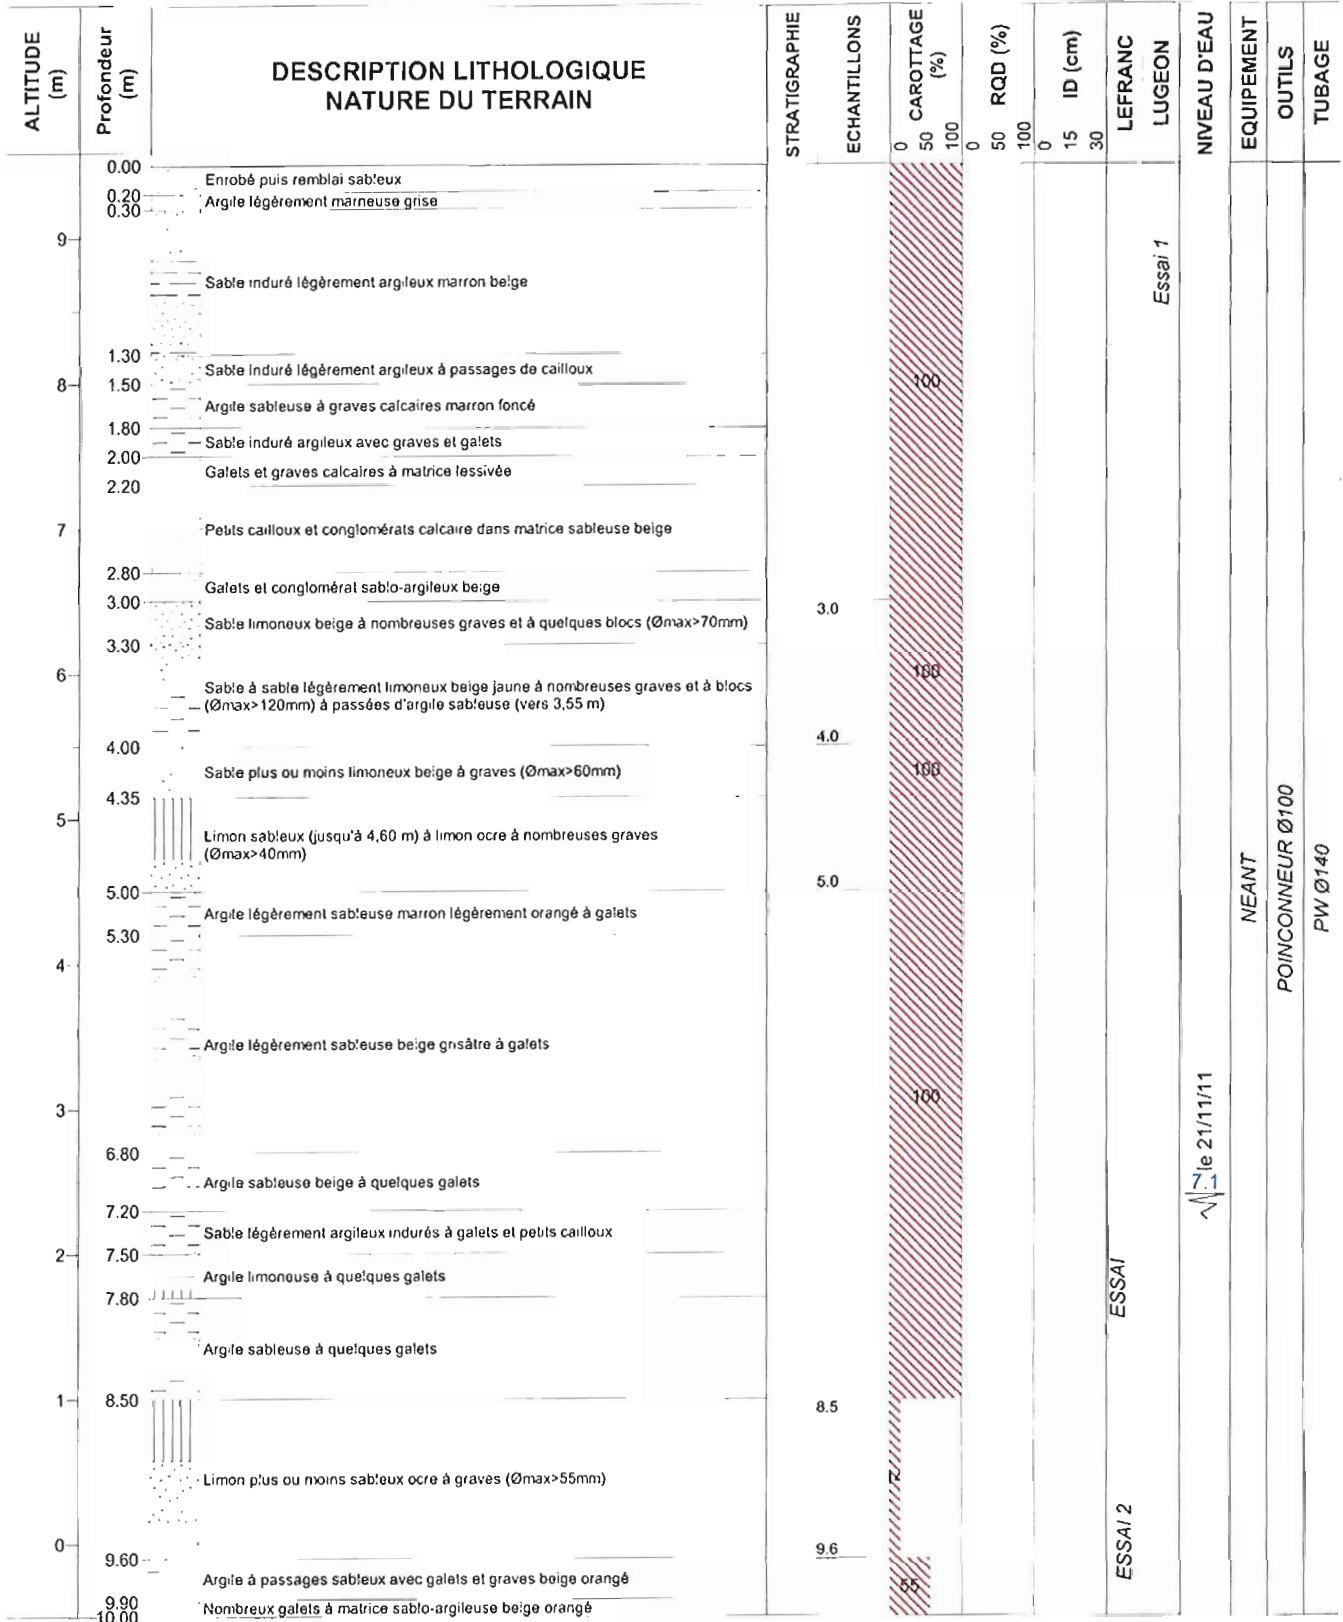 ALTITUDE
(m)
Profondeur
(m)
DESCRIPTION LITHOLOGIQUE
NATURE DU TERRAIN
STRATIGRAPHIE
ECHANTILLONS
CAROTTAGE
(%)
0 50 100
RQD (%)
0 50 100
ID (cm)
0 15 30
LEFRANC
LUGEON
NIVEAU D'EAU
EQUIPEMENT
OUTILS
TUBAGE
0.00
Enrobé puis remblai sableux
0.20
Argile légèrement marneuse grise
0.30
9
Essai 1
Sable induré légèrement argileux marron beige
1.30
Sable induré légèrement argileux à passages de cailloux
8
1.50
100
Argile sableuse à graves calcaires marron foncé
1.80
Sable induré argileux avec graves et galets
2.00
Galets et graves calcaires à matrice lessivée
2.20
7
Petits cailloux et conglomérats calcaire dans matrice sableuse beige
2.80
Galets et conglomérat sablo-argileux beige
3.00
3.0
Sable limoneux beige à nombreuses graves et à quelques blocs (Ømax>70mm)
3.30
6
100
Sable à sable légèrement limoneux beige jaune à nombreuses graves et à blocs
(Ømax>120mm) à passées d'argile sableuse (vers 3,55 m)
4.00
4.0
Sable plus ou moins limoneux beige à graves (Ømax>60mm)
100
4.35
5
Limon sableux (jusqu'à 4,60 m) à limon ocre à nombreuses graves
(Ømax>40mm)
5.00
5.0
NEANT
POINCONNEUR Ø100
PW Ø140
Argile légèrement sableuse marron légèrement orangé à galets
5.30
4
Argile légèrement sableuse beige grisâtre à galets
100
3
6.80
le 21/11/11
7.1
Argile sableuse beige à quelques galets
7.20
Sable légèrement argileux indurés à galets et petits cailloux
2
7.50
Argile limoneuse à quelques galets
ESSAI
7.80
Argile sableuse à quelques galets
1
8.50
8.5
Limon plus ou moins sableux ocre à graves (Ømax>55mm)
0
9.60
9.6
ESSAI 2
Argile à passages sableux avec galets et graves beige orangé
55
9.90
Nombreux galets à matrice sablo-argileuse beige orangé
10.00